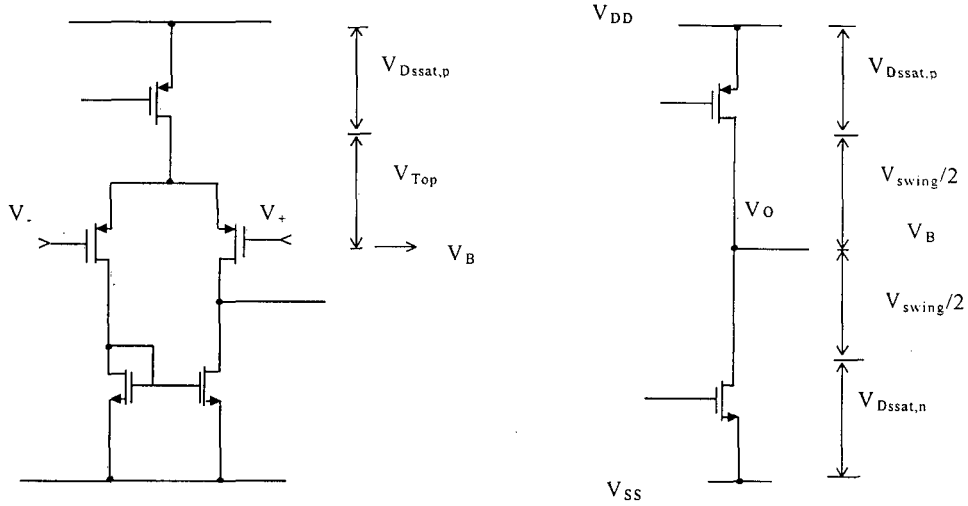 V_Dssat,p
V_Top
V_-
V_+
V_B
V_DD
V_Dssat,p
V_swing/2
V_O
V_B
V_swing/2
V_Dssat,n
V_SS